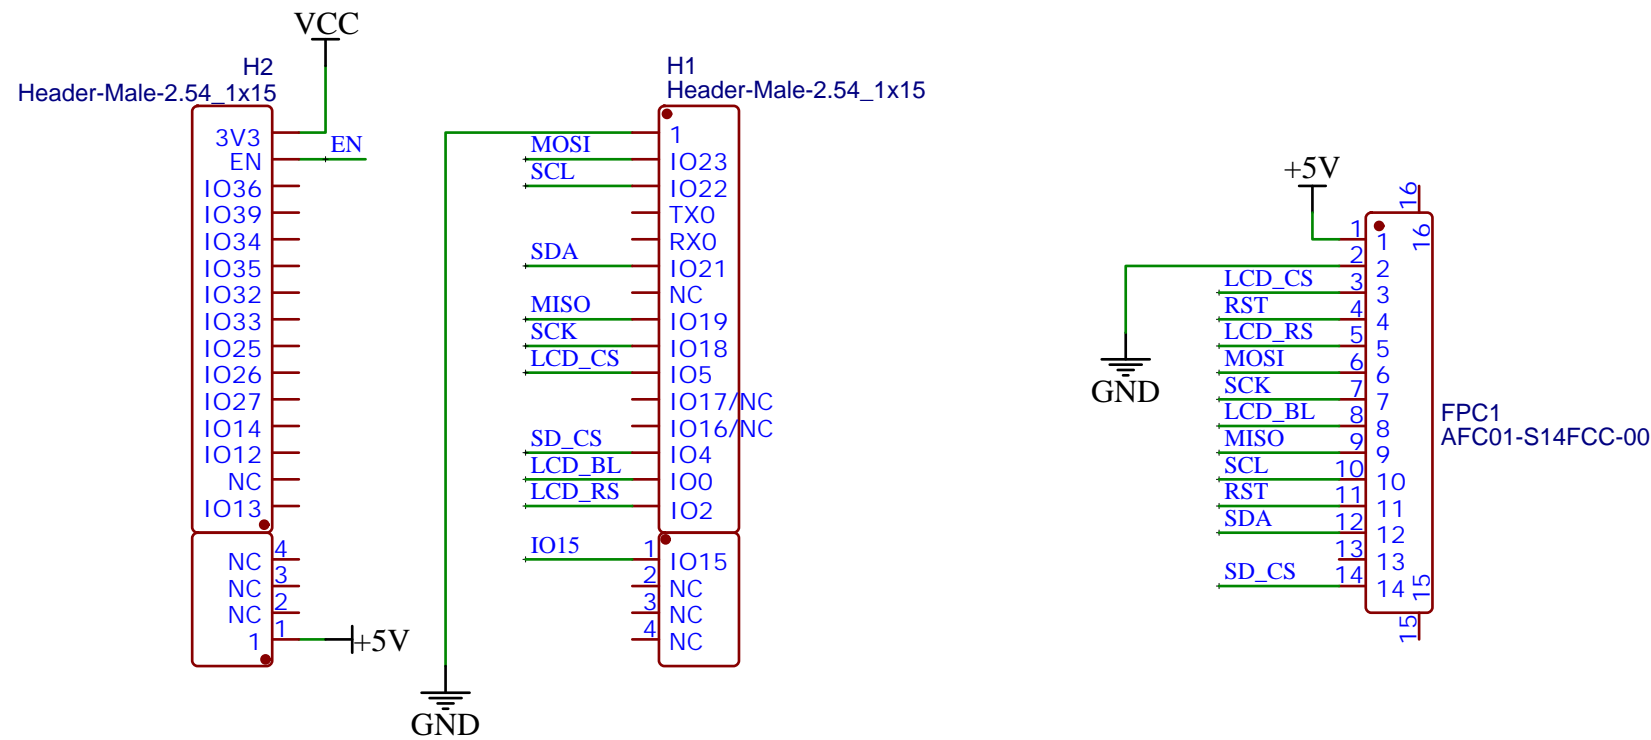 VCC
H2
Header-Male-2.54_1x15
3V3
EN
EN
IO36
IO39
IO34
IO35
IO32
IO33
IO25
IO26
IO27
IO14
IO12
NC
IO13
NC 4
NC 3
NC 2
1 1
+5V
H1
Header-Male-2.54_1x15
1
MOSI IO23
SCL IO22
TX0
RX0
SDA IO21
NC
MISO IO19
SCK IO18
LCD_CS IO5
IO17/NC
IO16/NC
SD_CS IO4
LCD_BL IO0
LCD_RS IO2
IO15 1 IO15
2 NC
3 NC
4 NC
GND
+5V
16
16
1 1
2 2
LCD_CS 3 3
RST 4 4
LCD_RS 5 5
MOSI 6 6
SCK 7 7
LCD_BL 8 8
MISO 9 9
SCL 10 10
RST 11 11
SDA 12 12
13 13
SD_CS 14 14
15
15
GND
FPC1
AFC01-S14FCC-00